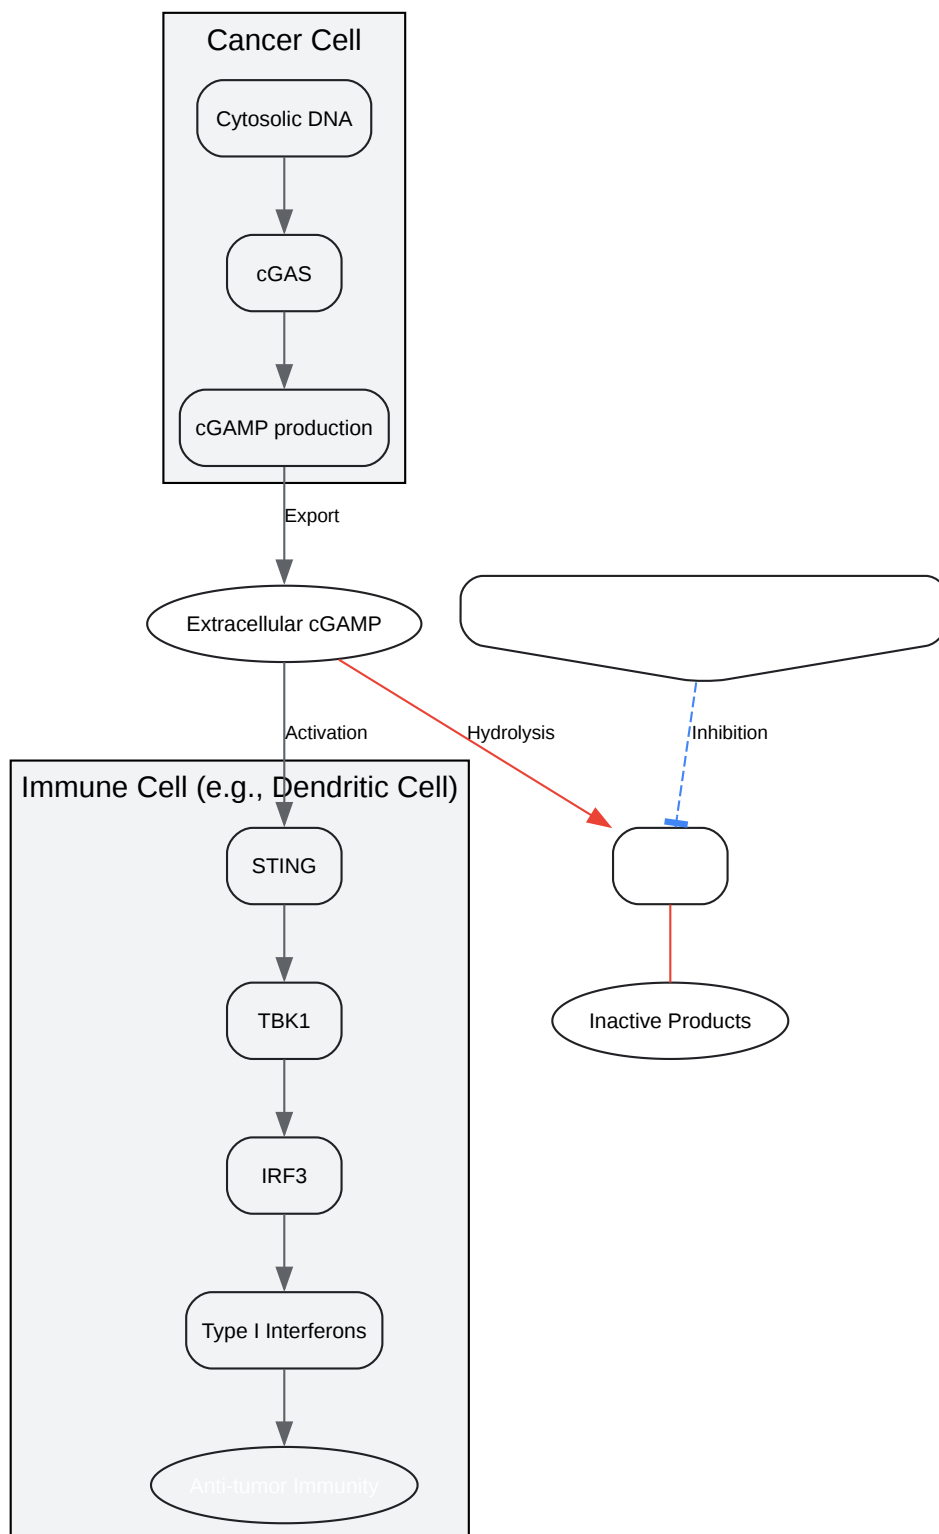 Cancer Cell
Cytosolic DNA
cGAS
cGAMP production
Export
Extracellular cGAMP
Activation
Hydrolysis
Inhibition
Immune Cell (e.g., Dendritic Cell)
STING
TBK1
Inactive Products
IRF3
Type I Interferons
Anti-tumor Immunity